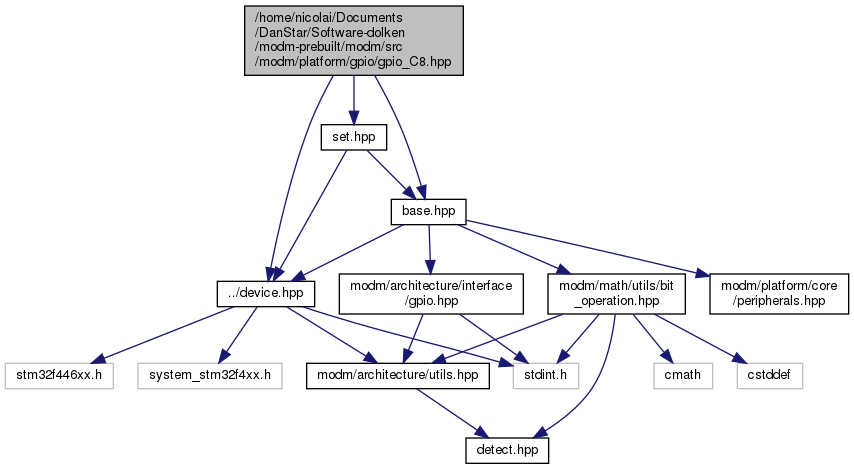 /home/nicolai/Documents
/DanStar/Software-dolken
/modm-prebuilt/modm/src
/modm/platform/gpio/gpio_C8.hpp
set.hpp
base.hpp
../device.hpp
modm/architecture/interface
/gpio.hpp
modm/math/utils/bit
_operation.hpp
modm/platform/core
/peripherals.hpp
stm32f446xx.h
system_stm32f4xx.h
modm/architecture/utils.hpp
stdint.h
cmath
cstddef
detect.hpp